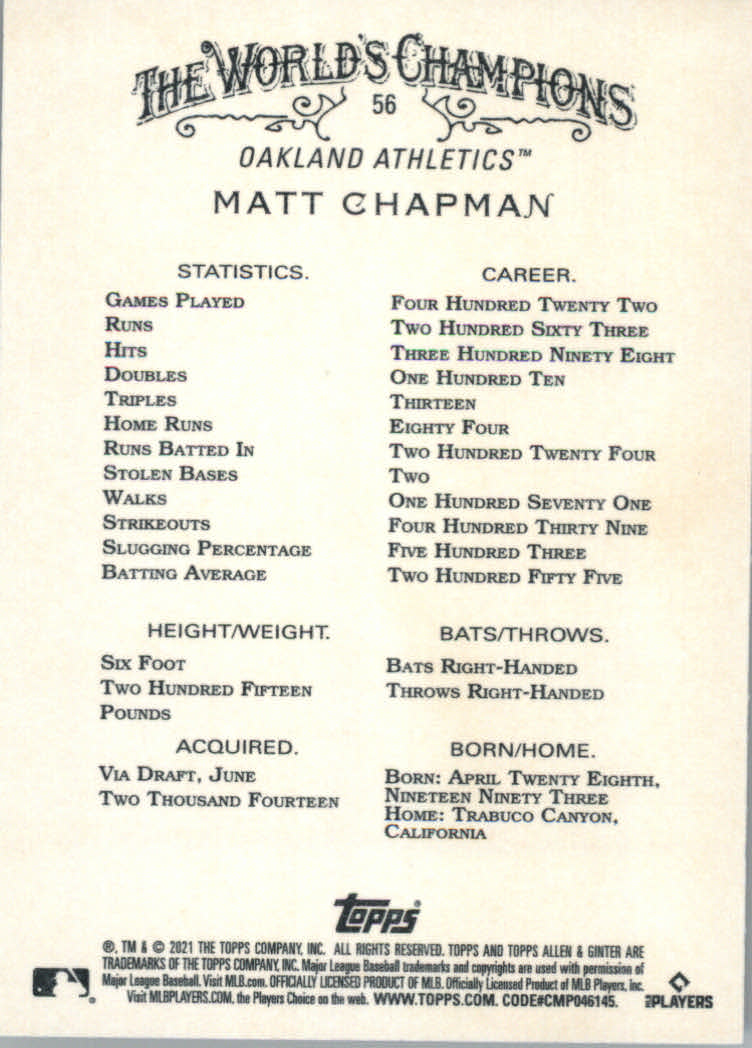 THE WORLD'S CHAMPIONS
56
OAKLAND ATHLETICS™
MATT CHAPMAN
STATISTICS.
GAMES PLAYED
RUNS
HITS
DOUBLES
TRIPLES
HOME RUNS
RUNS BATTED IN
STOLEN BASES
WALKS
STRIKEOUTS
SLUGGING PERCENTAGE
BATTING AVERAGE
CAREER.
FOUR HUNDRED TWENTY TWO
TWO HUNDRED SIXTY THREE
THREE HUNDRED NINETY EIGHT
ONE HUNDRED TEN
THIRTEEN
EIGHTY FOUR
TWO HUNDRED TWENTY FOUR
TWO
ONE HUNDRED SEVENTY ONE
FOUR HUNDRED THIRTY NINE
FIVE HUNDRED THREE
TWO HUNDRED FIFTY FIVE
HEIGHT/WEIGHT.
SIX FOOT
TWO HUNDRED FIFTEEN
POUNDS
BATS/THROWS.
BATS RIGHT-HANDED
THROWS RIGHT-HANDED
ACQUIRED.
VIA DRAFT, JUNE
TWO THOUSAND FOURTEEN
BORN/HOME.
BORN: APRIL TWENTY EIGHTH,
NINETEEN NINETY THREE
HOME: TRABUCO CANYON,
CALIFORNIA
Topps®
®, TM & © 2021 THE TOPPS COMPANY, INC. ALL RIGHTS RESERVED. TOPPS AND TOPPS ALLEN & GINTER ARE
TRADEMARKS OF THE TOPPS COMPANY, INC. Major League Baseball trademarks and copyrights are used with permission of
Major League Baseball. Visit MLB.com. OFFICIALLY LICENSED PRODUCT OF MLB. Officially Licensed Product of MLB Players, Inc.
Visit MLBPLAYERS.COM, the Players Choice on the web. WWW.TOPPS.COM. CODE#CMP046145.
MLB PLAYERS